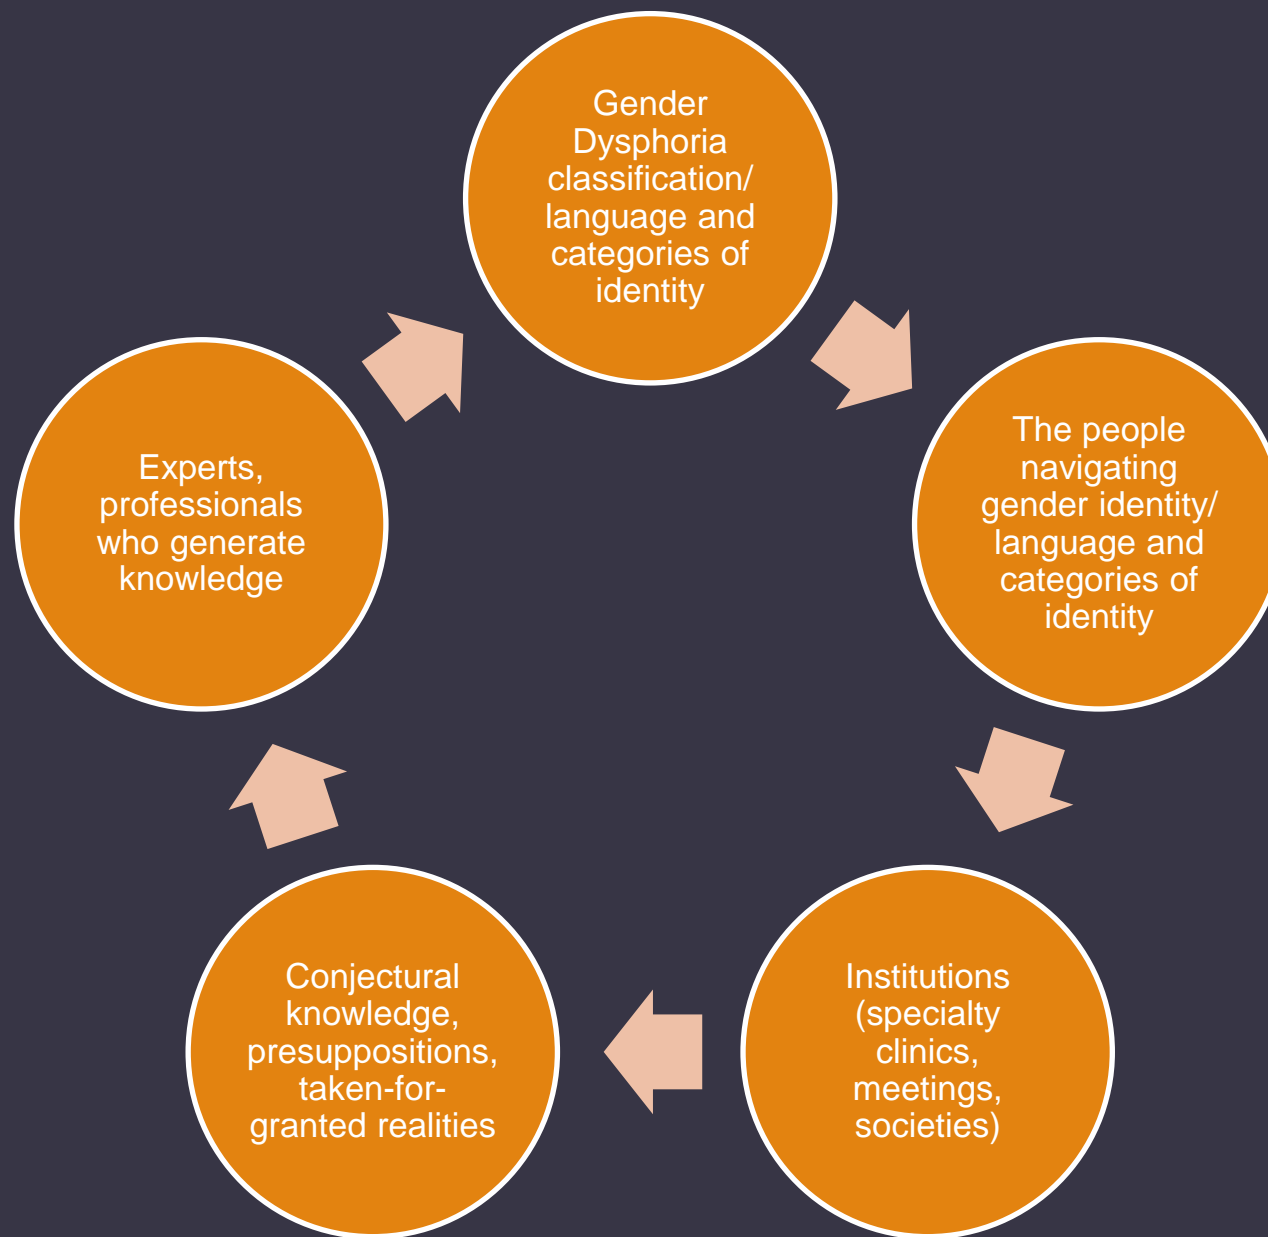 Gender
Dysphoria
classification/
language and
categories of
identity
The people
navigating
gender identity/
language and
categories of
identity
Institutions
(specialty
clinics,
meetings,
societies)
Conjectural
knowledge,
presuppositions,
taken-for-
granted realities
Experts,
professionals
who generate
knowledge